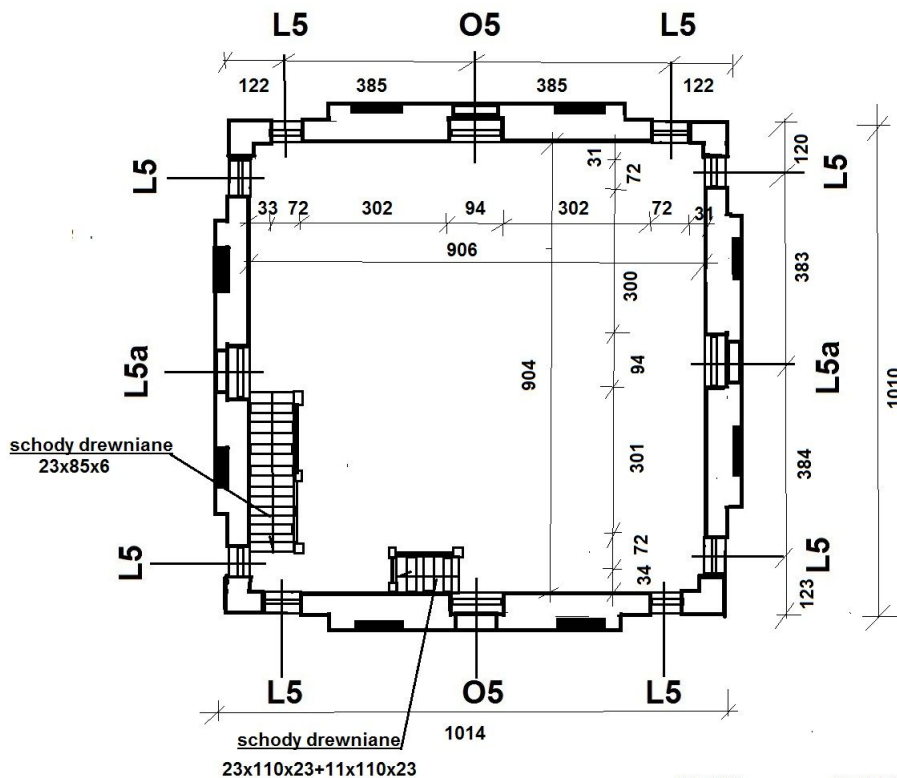 L5 O5 L5
122 385 385 122
L5 31 72 120 L5
33 72 302 94 302 72 31
906 383
300
L5a 904 94 L5a 1010
schody drewniane
23x85x6
301 384
L5 72 L5
34 123
L5 O5 L5
1014
schody drewniane
23x110x23+11x110x23